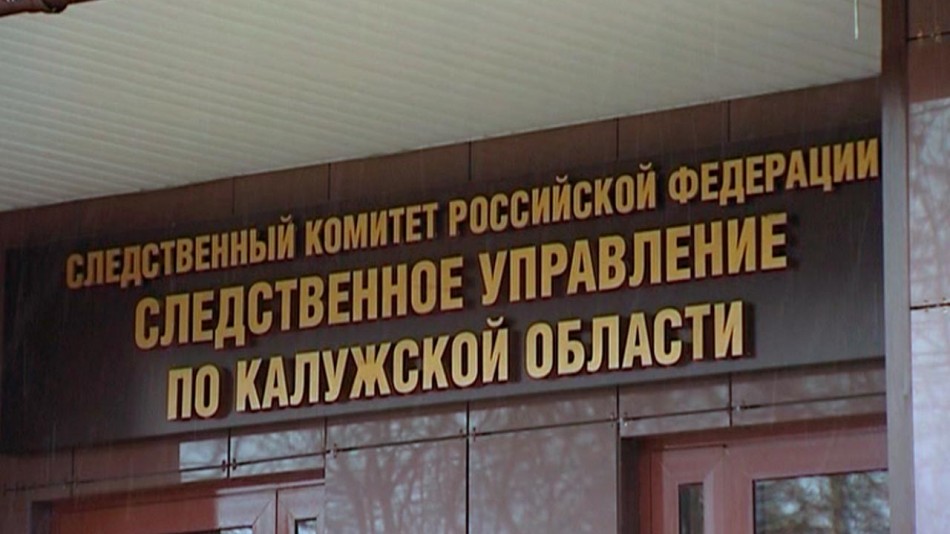 СЛЕДСТВЕННЫЙ КОМИТЕТ РОССИЙСКОЙ ФЕДЕРАЦИИ
СЛЕДСТВЕННОЕ УПРАВЛЕНИЕ
ПО КАЛУЖСКОЙ ОБЛАСТИ